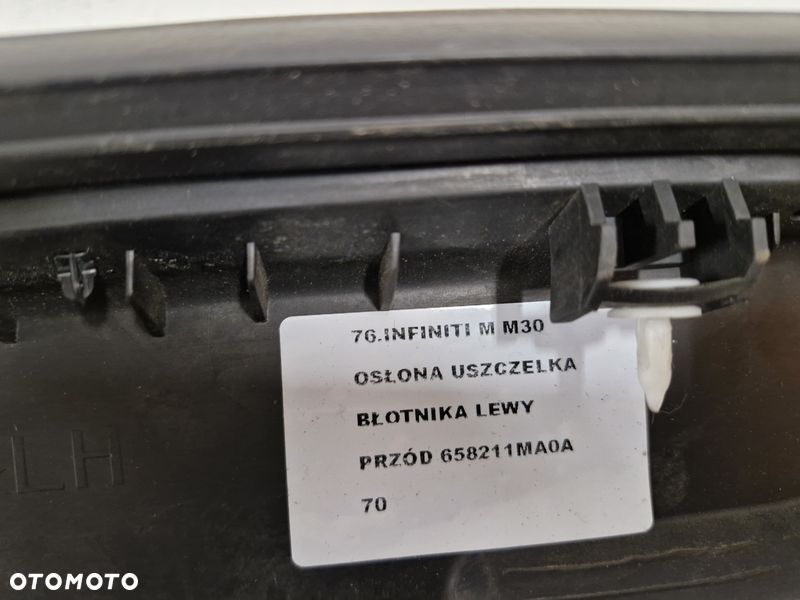 76.INFINITI M M30
OSŁONA USZCZELKA
BŁOTNIKA LEWY
PRZÓD 658211MA0A
70
LH
OTOMOTO